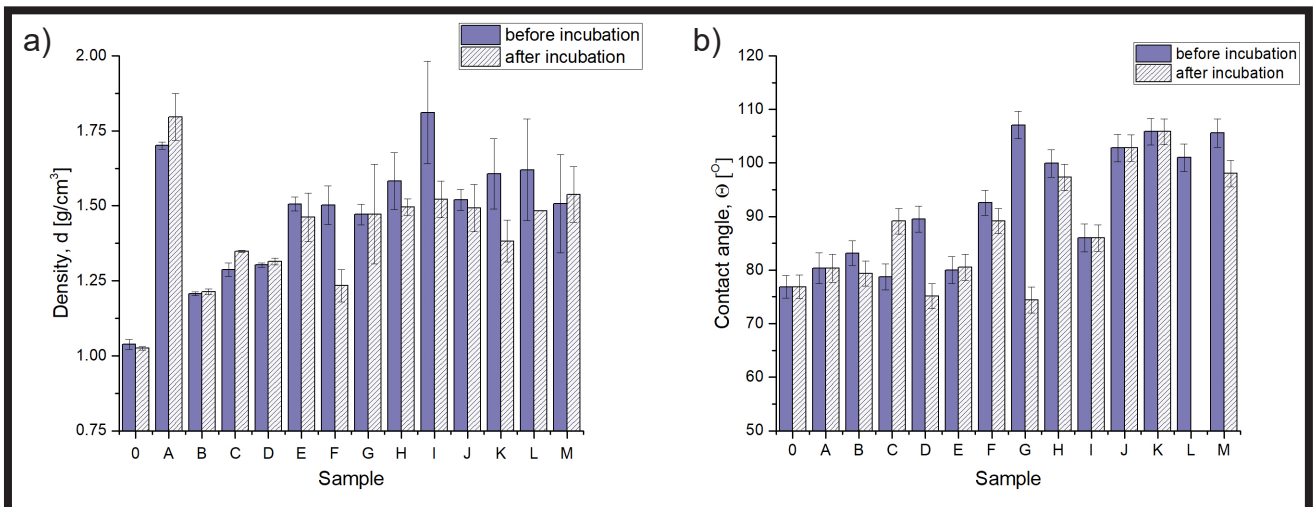 a)
before incubation
after incubation
2.00
1.75
1.50
1.25
1.00
0.75
Density, d [g/cm³]
0 A B C D E F G H I J K L M
Sample
b)
before incubation
after incubation
120
110
100
90
80
70
60
50
Contact angle, Θ [O]
0 A B C D E F G H I J K L M
Sample